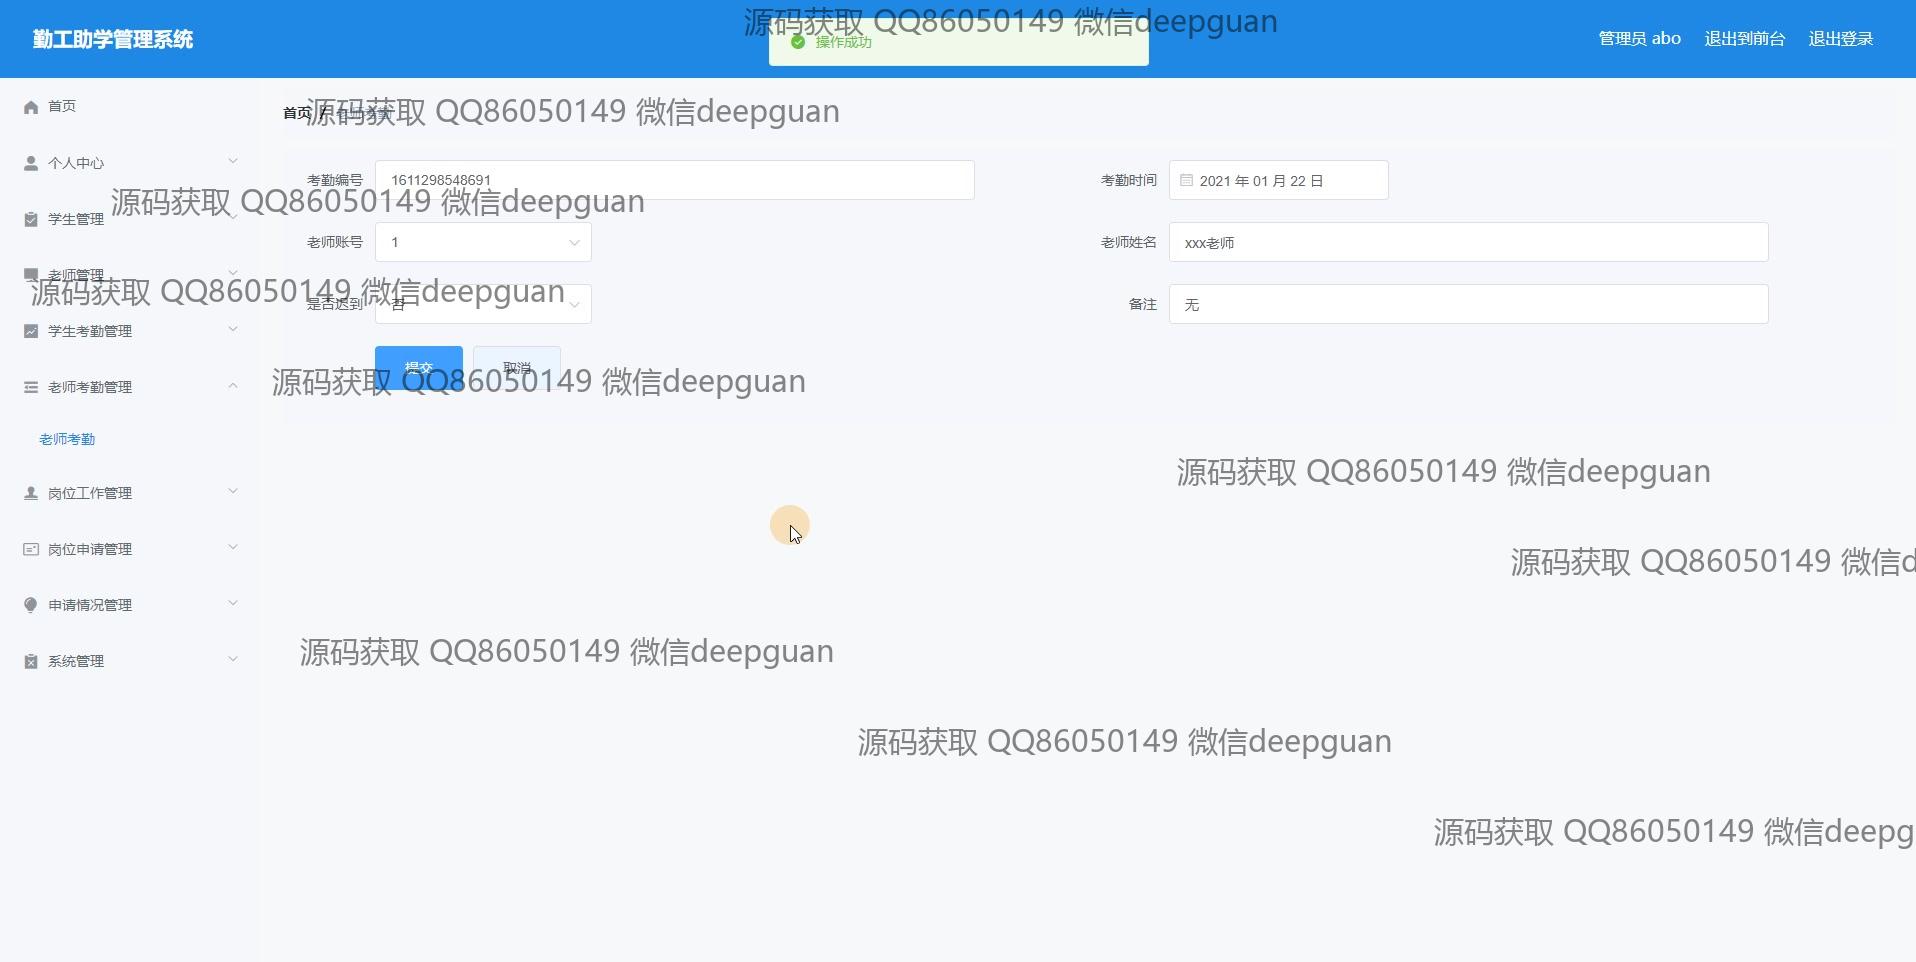 源码获取 QQ86050149 微信deepguan
勤工助学管理系统
操作成功
管理员 abo 退出到前台 退出登录
首页
首页 / 老师考勤
源码获取 QQ86050149 微信deepguan
个人中心
考勤编号 1611298548691
考勤时间 2021 年 01 月 22 日
源码获取 QQ86050149 微信deepguan
学生管理
老师账号 1
老师姓名 xxx老师
老师管理
源码获取 QQ86050149 微信deepguan
是否迟到 否
备注 无
学生考勤管理
提交 取消
源码获取 QQ86050149 微信deepguan
老师考勤管理
老师考勤
源码获取 QQ86050149 微信deepguan
岗位工作管理
岗位申请管理
源码获取 QQ86050149 微信d
申请情况管理
源码获取 QQ86050149 微信deepguan
系统管理
源码获取 QQ86050149 微信deepguan
源码获取 QQ86050149 微信deepg